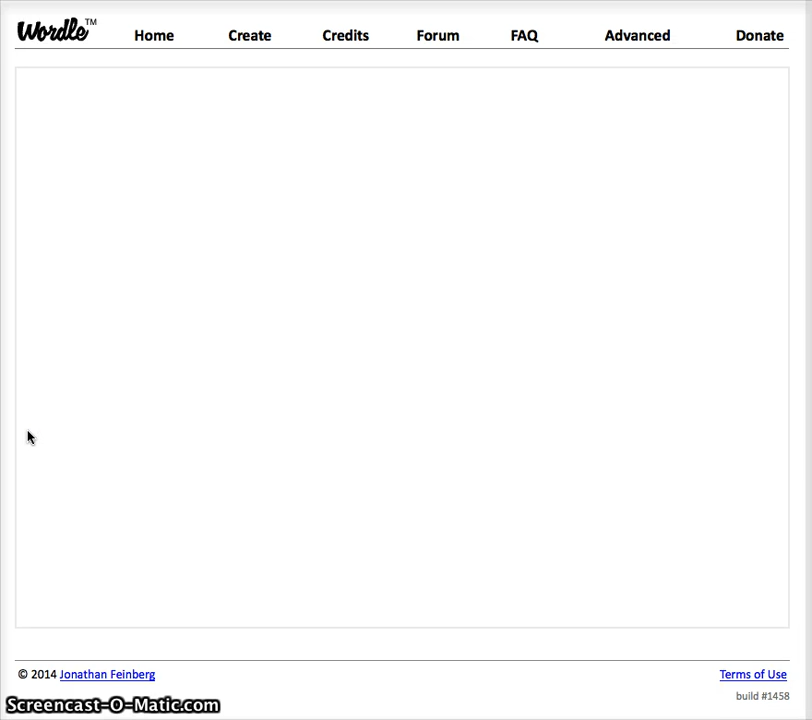 Wordle™ Home Create Credits Forum FAQ Advanced Donate
© 2014 Jonathan Feinberg Terms of Use
build #1458
Screencast-O-Matic.com